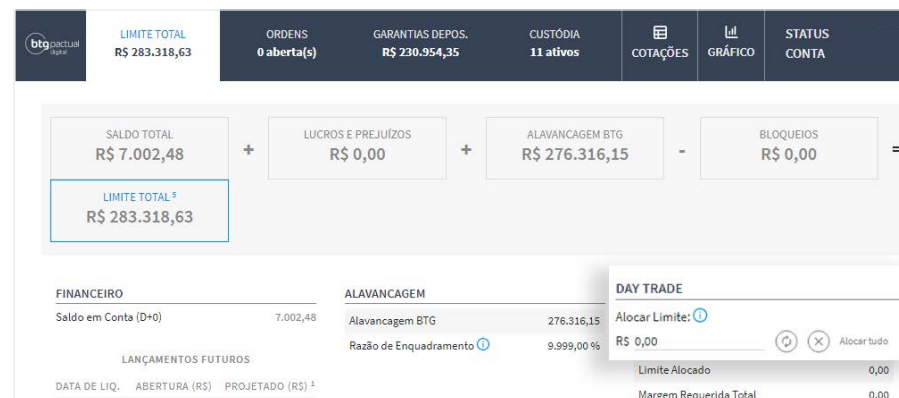 btg pactual
digital
LIMITE TOTAL
R$ 283.318,63
ORDENS
0 aberta(s)
GARANTIAS DEPOS.
R$ 230.954,35
CUSTÓDIA
11 ativos
COTAÇÕES
GRÁFICO
STATUS
CONTA
SALDO TOTAL
R$ 7.002,48
+
LUCROS E PREJUÍZOS
R$ 0,00
+
ALAVANCAGEM BTG
R$ 276.316,15
-
BLOQUEIOS
R$ 0,00
=
LIMITE TOTAL 5
R$ 283.318,63
FINANCEIRO
Saldo em Conta (D+0) 7.002,48
LANÇAMENTOS FUTUROS
DATA DE LIQ. ABERTURA (R$) PROJETADO (R$) 1
ALAVANCAGEM
Alavancagem BTG 276.316,15
Razão de Enquadramento 9.999,00 %
DAY TRADE
Alocar Limite:
R$ 0,00 Alocar tudo
Limite Alocado 0,00
Margem Requerida Total 0,00